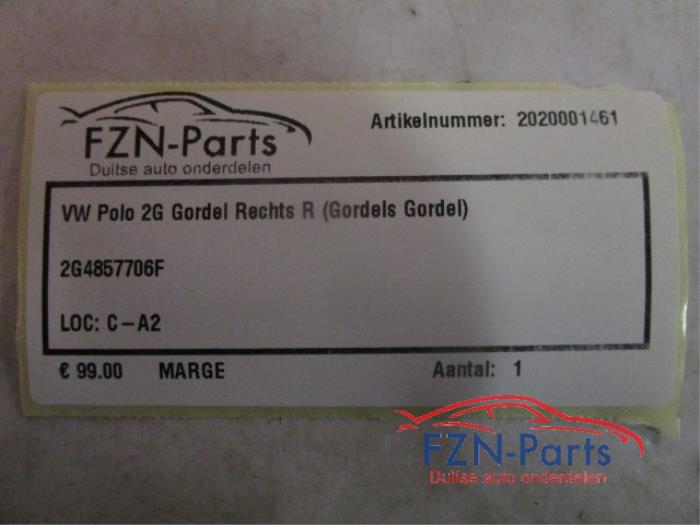 FZN-Parts
Duitse auto onderdelen
Artikelnummer: 2020001461
VW Polo 2G Gordel Rechts R (Gordels Gordel)
2G4857706F
LOC: C-A2
€ 99.00 MARGE Aantal: 1
FZN-Parts
Duitse auto onderdelen